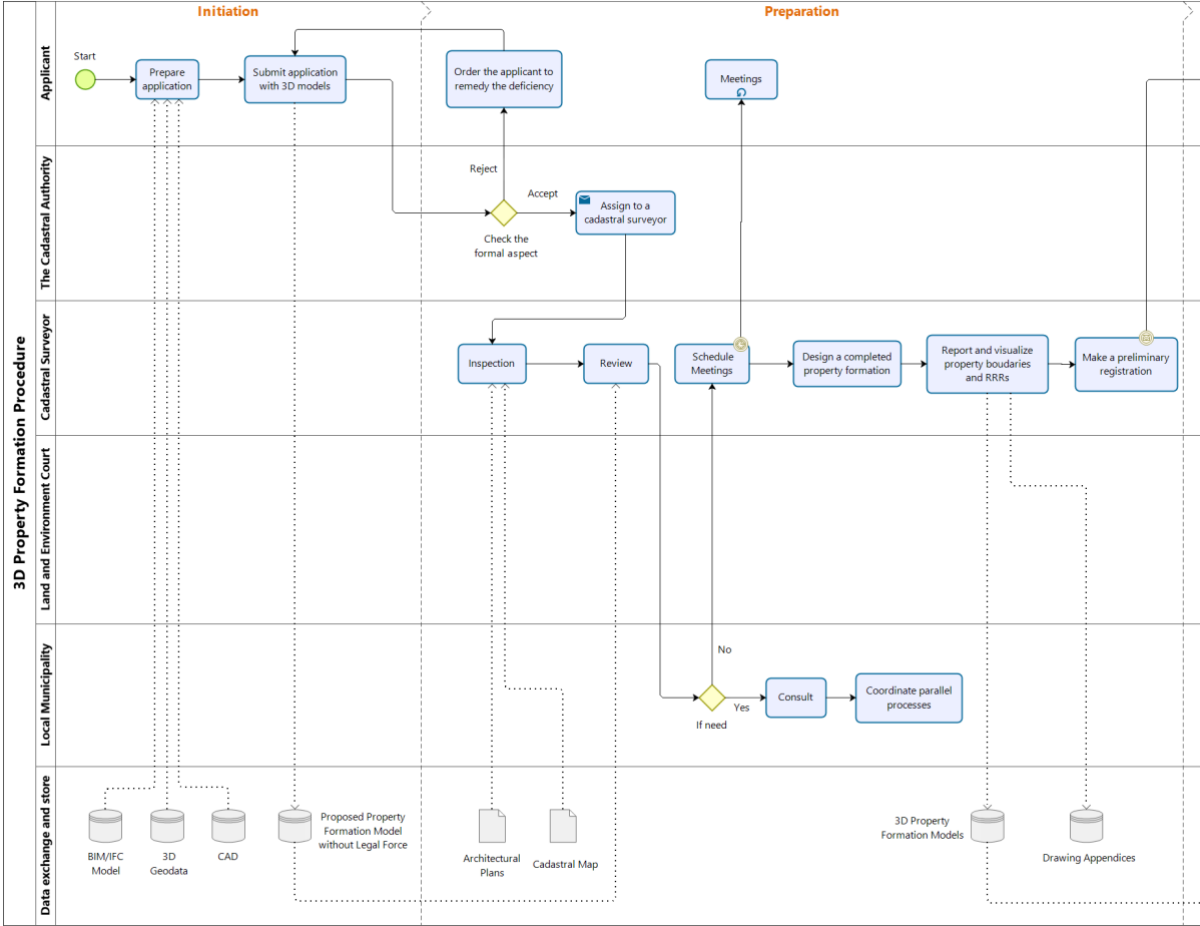 Initiation
Preparation
3D Property Formation Procedure
Applicant
Start
Prepare
application
Submit application
with 3D models
Order the applicant to
remedy the deficiency
Meetings
The Cadastral Authority
Reject
Accept
Check the
formal aspect
Assign to a
cadastral surveyor
Cadastral Surveyor
Inspection
Review
Schedule
Meetings
Design a completed
property formation
Report and visualize
property boudaries
and RRRs
Make a preliminary
registration
Land and Environment Court
Local Municipality
No
Yes
If need
Consult
Coordinate parallel
processes
Data exchange and store
BIM/IFC
Model
3D
Geodata
CAD
Proposed Property
Formation Model
without Legal Force
Architectural
Plans
Cadastral Map
3D Property
Formation Models
Drawing Appendices